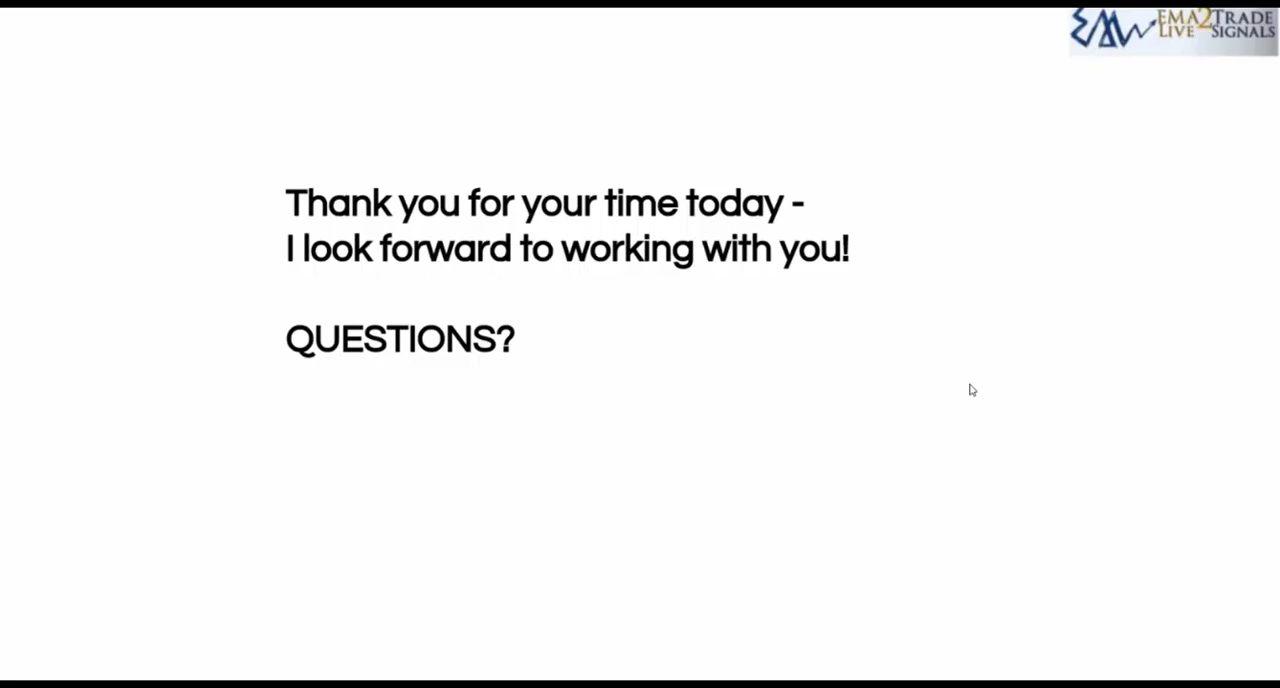 EMA2TRADE
LIVE SIGNALS
Thank you for your time today -
I look forward to working with you!
QUESTIONS?